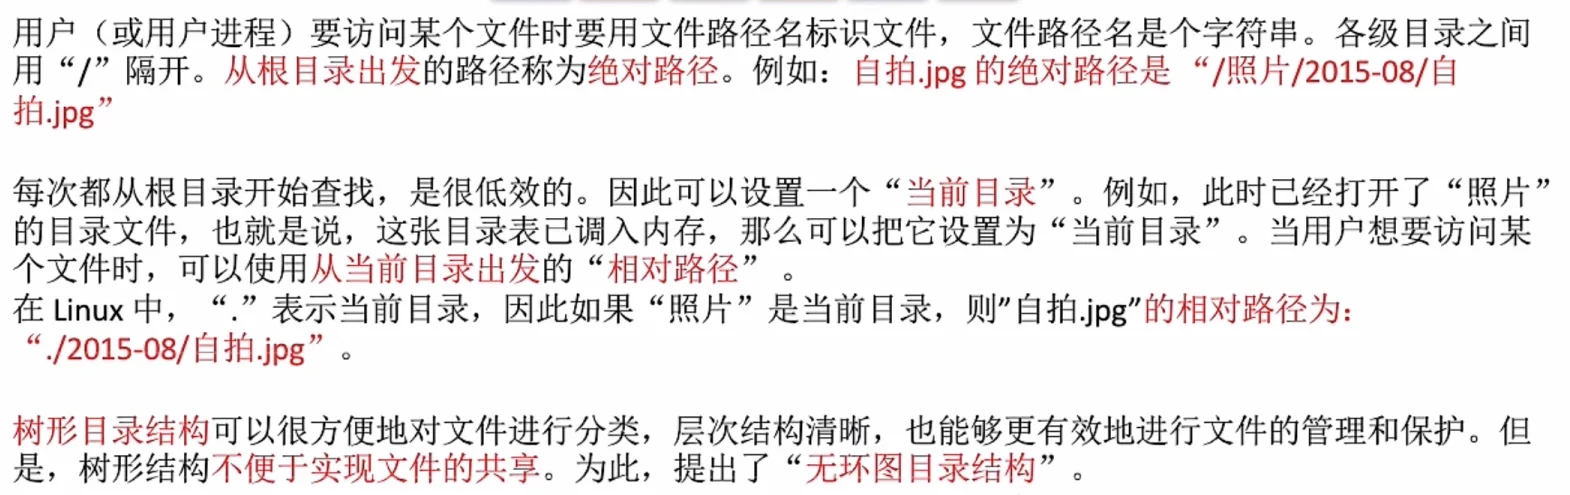 用户（或用户进程）要访问某个文件时要用文件路径名标识文件，文件路径名是个字符串。各级目录之间
用“/”隔开。从根目录出发的路径称为绝对路径。例如：自拍.jpg 的绝对路径是 “/照片/2015-08/自
拍.jpg”
每次都从根目录开始查找，是很低效的。因此可以设置一个“当前目录”。例如，此时已经打开了“照片”
的目录文件，也就是说，这张目录表已调入内存，那么可以把它设置为“当前目录”。当用户想要访问某
个文件时，可以使用从当前目录出发的“相对路径” 。
在 Linux 中，“.”表示当前目录，因此如果“照片”是当前目录，则”自拍.jpg”的相对路径为：
“./2015-08/自拍.jpg”。
树形目录结构可以很方便地对文件进行分类，层次结构清晰，也能够更有效地进行文件的管理和保护。但
是，树形结构不便于实现文件的共享。为此，提出了“无环图目录结构”。